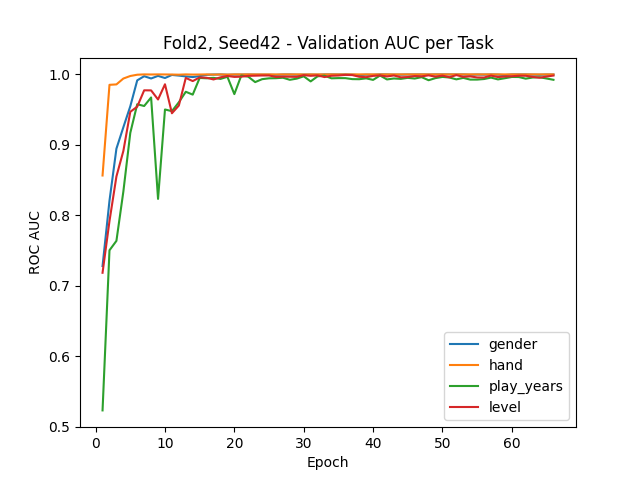 Fold2, Seed42 - Validation AUC per Task
1.0
0.9
0.8
0.7
0.6
0.5
ROC AUC
0
10
20
30
40
50
60
Epoch
gender
hand
play_years
level